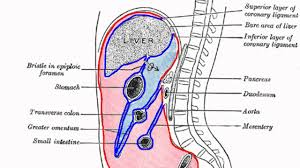 Superior layer of
coronary ligament
Bare area of liver
Inferior layer of
coronary ligament
LIVER
Bristle in epiploic
foramen
Stomach
Transverse colon
Greater omentum
Small intestine
Pancreas
Duodenum
Aorta
Mesentery